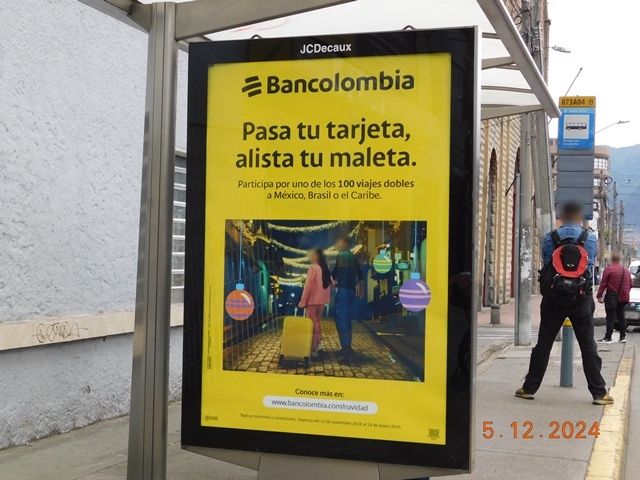 JCDecaux
Bancolombia
Pasa tu tarjeta,
alista tu maleta.
Participa por uno de los 100 viajes dobles
a México, Brasil o el Caribe.
Conoce más en:
www.bancolombia.com/navidad
073A04 B
5.12.2024